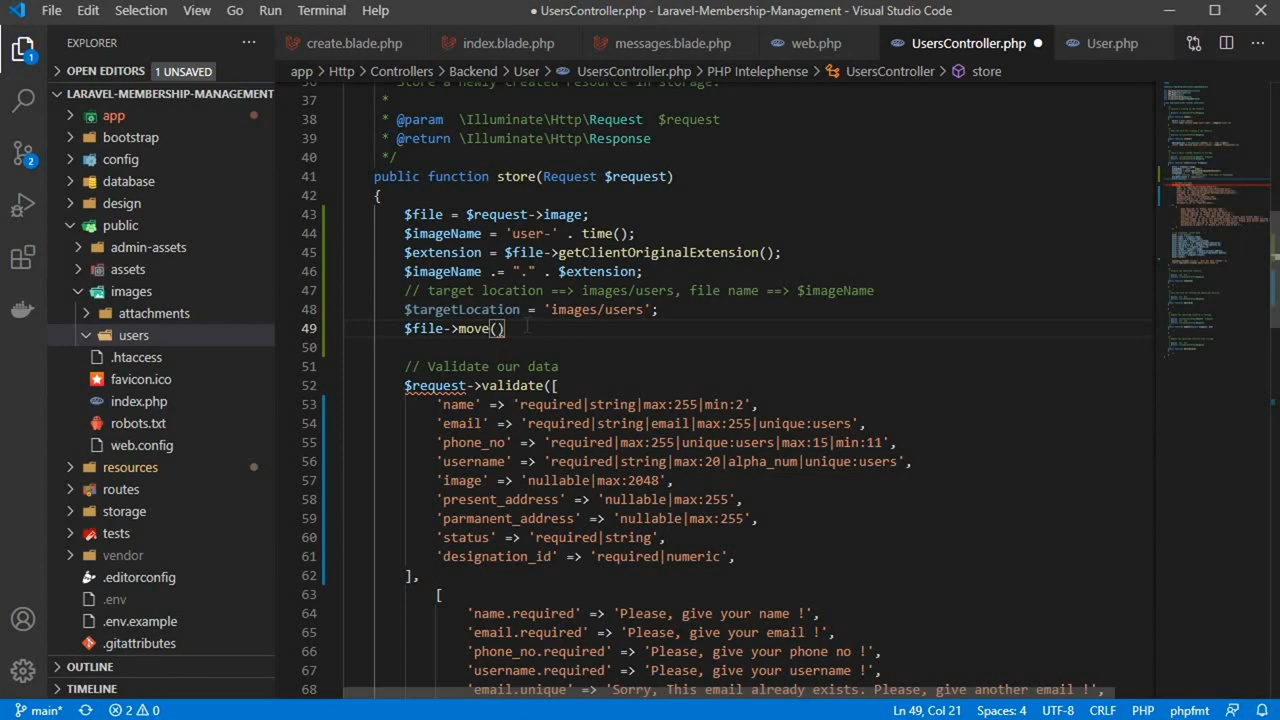 File Edit Selection View Go Run Terminal Help
● UsersController.php - Laravel-Membership-Management - Visual Studio Code
EXPLORER
create.blade.php index.blade.php messages.blade.php web.php UsersController.php ● User.php
OPEN EDITORS 1 UNSAVED
app > Http > Controllers > Backend > User > UsersController.php > PHP Intelephense > UsersController > store
LARAVEL-MEMBERSHIP-MANAGEMENT
app
bootstrap
config
database
design
public
admin-assets
assets
images
attachments
users
.htaccess
favicon.ico
index.php
robots.txt
web.config
resources
routes
storage
tests
vendor
.editorconfig
.env
.env.example
.gitattributes
OUTLINE
TIMELINE
36 * Store a newly created resource in storage.
37 *
38 * @param \Illuminate\Http\Request $request
39 * @return \Illuminate\Http\Response
40 */
41 public function store(Request $request)
42 {
43 $file = $request->image;
44 $imageName = 'user-' . time();
45 $extension = $file->getClientOriginalExtension();
46 $imageName .= "." . $extension;
47 // target location ==> images/users, file name ==> $imageName
48 $targetLocation = 'images/users';
49 $file->move()
50
51 // Validate our data
52 $request->validate([
53 'name' => 'required|string|max:255|min:2',
54 'email' => 'required|string|email|max:255|unique:users',
55 'phone_no' => 'required|max:255|unique:users|max:15|min:11',
56 'username' => 'required|string|max:20|alpha_num|unique:users',
57 'image' => 'nullable|max:2048',
58 'present_address' => 'nullable|max:255',
59 'parmanent_address' => 'nullable|max:255',
60 'status' => 'required|string',
61 'designation_id' => 'required|numeric',
62 ],
63 [
64 'name.required' => 'Please, give your name !',
65 'email.required' => 'Please, give your email !',
66 'phone_no.required' => 'Please, give your phone no !',
67 'username.required' => 'Please, give your username !',
68 'email.unique' => 'Sorry, This email already exists. Please, give another email !',
main* 2 0 Ln 49, Col 21 Spaces: 4 UTF-8 CRLF PHP phpfmt